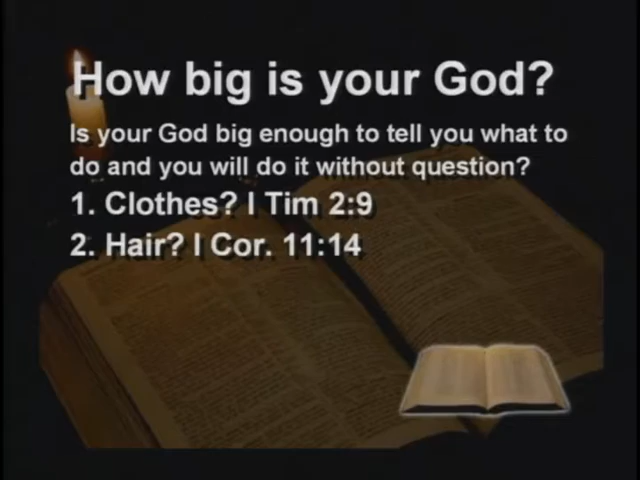 How big is your God?
Is your God big enough to tell you what to
do and you will do it without question?
1. Clothes? I Tim 2:9
2. Hair? I Cor. 11:14